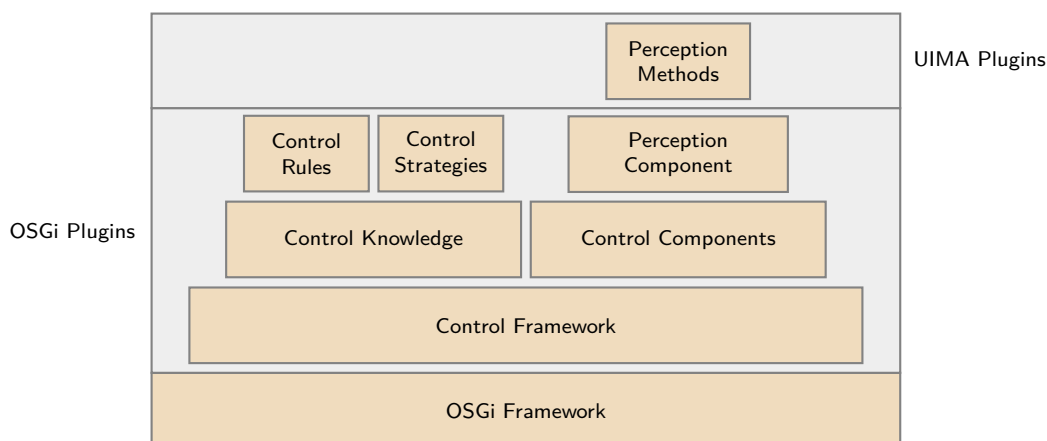 Perception
Methods
UIMA Plugins
Control
Rules
Control
Strategies
Perception
Component
OSGi Plugins
Control Knowledge
Control Components
Control Framework
OSGi Framework